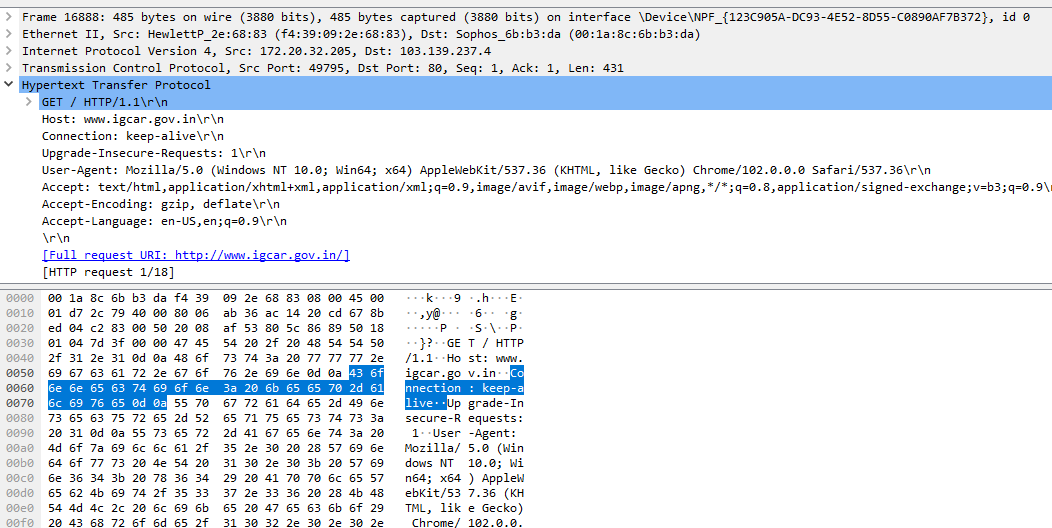 Frame 16888: 485 bytes on wire (3880 bits), 485 bytes captured (3880 bits) on interface \Device\NPF_{123C905A-DC93-4E52-8D55-C0890AF7B372}, id 0
Ethernet II, Src: HewlettP_2e:68:83 (f4:39:09:2e:68:83), Dst: Sophos_6b:b3:da (00:1a:8c:6b:b3:da)
Internet Protocol Version 4, Src: 172.20.32.205, Dst: 103.139.237.4
Transmission Control Protocol, Src Port: 49795, Dst Port: 80, Seq: 1, Ack: 1, Len: 431
Hypertext Transfer Protocol
GET / HTTP/1.1\r\n
Host: www.igcar.gov.in\r\n
Connection: keep-alive\r\n
Upgrade-Insecure-Requests: 1\r\n
User-Agent: Mozilla/5.0 (Windows NT 10.0; Win64; x64) AppleWebKit/537.36 (KHTML, like Gecko) Chrome/102.0.0.0 Safari/537.36\r\n
Accept: text/html,application/xhtml+xml,application/xml;q=0.9,image/avif,image/webp,image/apng,*/*;q=0.8,application/signed-exchange;v=b3;q=0.9\r
Accept-Encoding: gzip, deflate\r\n
Accept-Language: en-US,en;q=0.9\r\n
\r\n
[Full request URI: http://www.igcar.gov.in/]
[HTTP request 1/18]
0000 00 1a 8c 6b b3 da f4 39 09 2e 68 83 08 00 45 00 ···k···9 ·.h···E·
0010 01 d7 2c 79 40 00 80 06 ab 36 ac 14 20 cd 67 8b ··,y@··· ·6·· ·g·
0020 ed 04 c2 83 00 50 20 08 af 53 80 5c 86 89 50 18 ·····P · ·S·\··P·
0030 01 04 7d 3f 00 00 47 45 54 20 2f 20 48 54 54 50 ··}?··GE T / HTTP
0040 2f 31 2e 31 0d 0a 48 6f 73 74 3a 20 77 77 77 2e /1.1··Ho st: www.
0050 69 67 63 61 72 2e 67 6f 76 2e 69 6e 0d 0a 43 6f igcar.go v.in··Co
0060 6e 6e 65 63 74 69 6f 6e 3a 20 6b 65 65 70 2d 61 nnection : keep-a
0070 6c 69 76 65 0d 0a 55 70 67 72 61 64 65 2d 49 6e live··Up grade-In
0080 73 65 63 75 72 65 2d 52 65 71 75 65 73 74 73 3a secure-R equests:
0090 20 31 0d 0a 55 73 65 72 2d 41 67 65 6e 74 3a 20 1··User -Agent:
00a0 4d 6f 7a 69 6c 6c 61 2f 35 2e 30 20 28 57 69 6e Mozilla/ 5.0 (Win
00b0 64 6f 77 73 20 4e 54 20 31 30 2e 30 3b 20 57 69 dows NT 10.0; Wi
00c0 6e 36 34 3b 20 78 36 34 29 20 41 70 70 6c 65 57 n64; x64 ) AppleW
00d0 65 62 4b 69 74 2f 35 33 37 2e 33 36 20 28 4b 48 ebKit/53 7.36 (KH
00e0 54 4d 4c 2c 20 6c 69 6b 65 20 47 65 63 6b 6f 29 TML, lik e Gecko)
00f0 20 43 68 72 6f 6d 65 2f 31 30 32 2e 30 2e 30 2e Chrome/ 102.0.0.